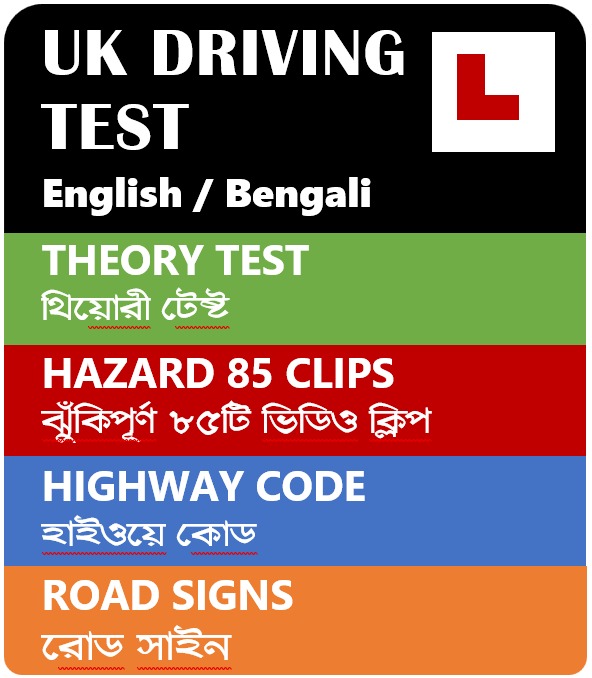 UK DRIVING
TEST
L
English / Bengali
THEORY TEST
থিয়োরী টেষ্ট
HAZARD 85 CLIPS
ঝুঁকিপূর্ণ ৮৫টি ভিডিও ক্লিপ
HIGHWAY CODE
হাইওয়ে কোড
ROAD SIGNS
রোড সাইন